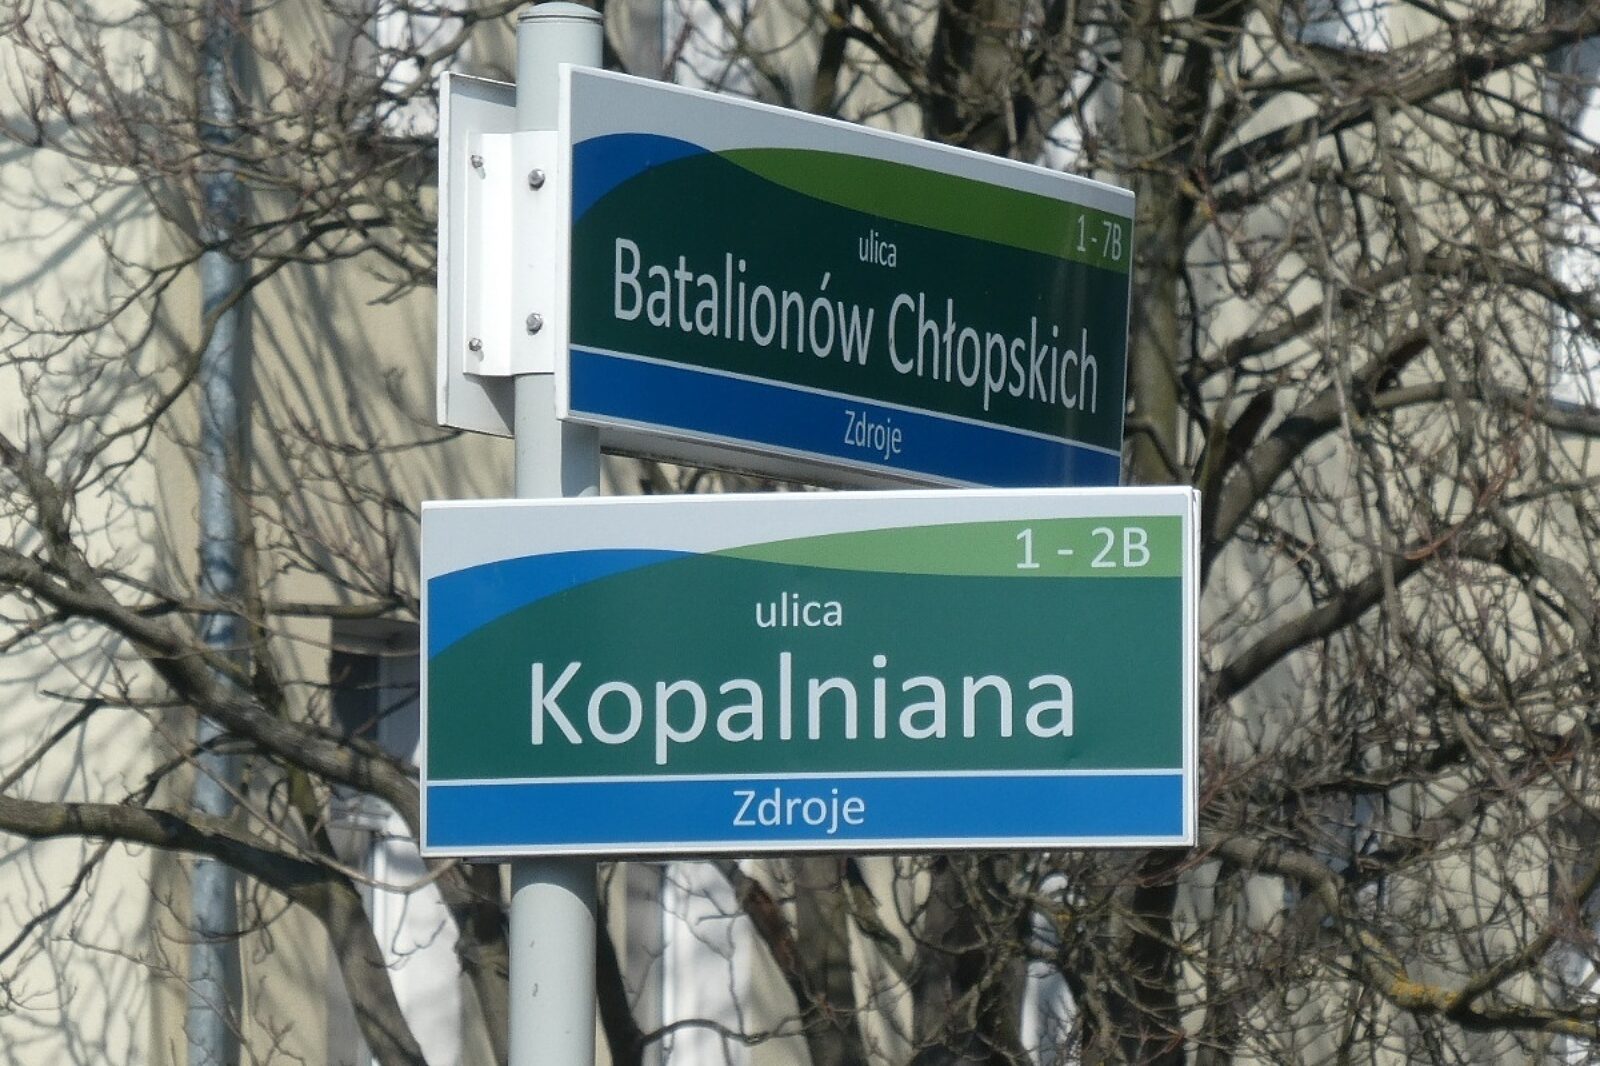 1 - 7B
ulica
Batalionów Chłopskich
Zdroje
1 - 2B
ulica
Kopalniana
Zdroje